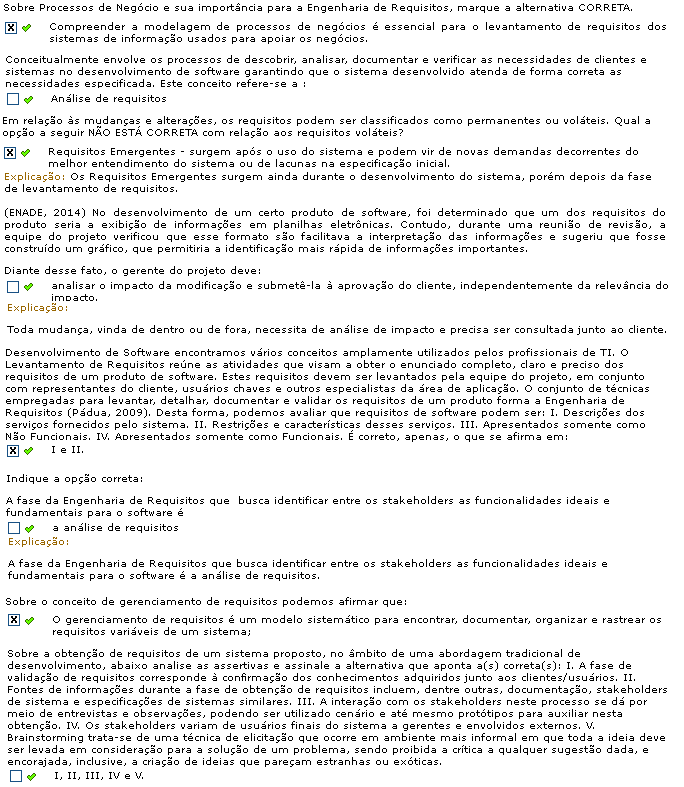 Sobre Processos de Negócio e sua importância para a Engenharia de Requisitos, marque a alternativa CORRETA.
Compreender a modelagem de processos de negócios é essencial para o levantamento de requisitos dos
sistemas de informação usados para apoiar os negócios.
Conceitualmente envolve os processos de descobrir, analisar, documentar e verificar as necessidades de clientes e
sistemas no desenvolvimento de software garantindo que o sistema desenvolvido atenda de forma correta as
necessidades especificada. Este conceito refere-se a :
Análise de requisitos
Em relação às mudanças e alterações, os requisitos podem ser classificados como permanentes ou voláteis. Qual a
opção a seguir NÃO ESTÁ CORRETA com relação aos requisitos voláteis?
Requisitos Emergentes - surgem após o uso do sistema e podem vir de novas demandas decorrentes do
melhor entendimento do sistema ou de lacunas na especificação inicial.
Explicação: Os Requisitos Emergentes surgem ainda durante o desenvolvimento do sistema, porém depois da fase
de levantamento de requisitos.
(ENADE, 2014) No desenvolvimento de um certo produto de software, foi determinado que um dos requisitos do
produto seria a exibição de informações em planilhas eletrônicas. Contudo, durante uma reunião de revisão, a
equipe do projeto verificou que esse formato são facilitava a interpretação das informações e sugeriu que fosse
construído um gráfico, que permitiria a identificação mais rápida de informações importantes.
Diante desse fato, o gerente do projeto deve:
analisar o impacto da modificação e submetê-la à aprovação do cliente, independentemente da relevância do
impacto.
Explicação:
Toda mudança, vinda de dentro ou de fora, necessita de análise de impacto e precisa ser consultada junto ao cliente.
Desenvolvimento de Software encontramos vários conceitos amplamente utilizados pelos profissionais de TI. O
Levantamento de Requisitos reúne as atividades que visam a obter o enunciado completo, claro e preciso dos
requisitos de um produto de software. Estes requisitos devem ser levantados pela equipe do projeto, em conjunto
com representantes do cliente, usuários chaves e outros especialistas da área de aplicação. O conjunto de técnicas
empregadas para levantar, detalhar, documentar e validar os requisitos de um produto forma a Engenharia de
Requisitos (Pádua, 2009). Desta forma, podemos avaliar que requisitos de software podem ser: I. Descrições dos
serviços fornecidos pelo sistema. II. Restrições e características desses serviços. III. Apresentados somente como
Não Funcionais. IV. Apresentados somente como Funcionais. É correto, apenas, o que se afirma em:
I e II.
Indique a opção correta:
A fase da Engenharia de Requisitos que busca identificar entre os stakeholders as funcionalidades ideais e
fundamentais para o software é
a análise de requisitos
Explicação:
A fase da Engenharia de Requisitos que busca identificar entre os stakeholders as funcionalidades ideais e
fundamentais para o software é a análise de requisitos.
Sobre o conceito de gerenciamento de requisitos podemos afirmar que:
O gerenciamento de requisitos é um modelo sistemático para encontrar, documentar, organizar e rastrear os
requisitos variáveis de um sistema;
Sobre a obtenção de requisitos de um sistema proposto, no âmbito de uma abordagem tradicional de
desenvolvimento, abaixo analise as assertivas e assinale a alternativa que aponta a(s) correta(s): I. A fase de
validação de requisitos corresponde à confirmação dos conhecimentos adquiridos junto aos clientes/usuários. II.
Fontes de informações durante a fase de obtenção de requisitos incluem, dentre outras, documentação, stakeholders
de sistema e especificações de sistemas similares. III. A interação com os stakeholders neste processo se dá por
meio de entrevistas e observações, podendo ser utilizado cenário e até mesmo protótipos para auxiliar nesta
obtenção. IV. Os stakeholders variam de usuários finais do sistema a gerentes e envolvidos externos. V.
Brainstorming trata-se de uma técnica de elicitação que ocorre em ambiente mais informal em que toda a ideia deve
ser levada em consideração para a solução de um problema, sendo proibida a crítica a qualquer sugestão dada, e
encorajada, inclusive, a criação de ideias que pareçam estranhas ou exóticas.
I, II, III, IV e V.